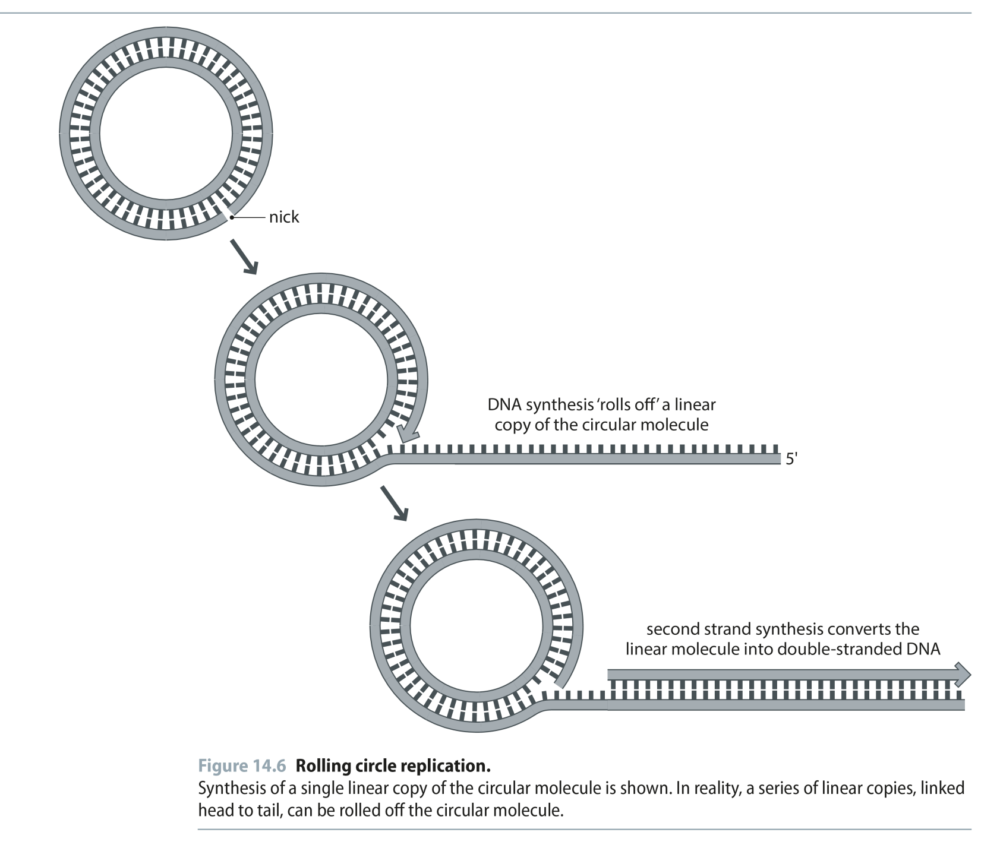 nick
DNA synthesis ‘rolls off’ a linear
copy of the circular molecule
5'
second strand synthesis converts the
linear molecule into double-stranded DNA
Figure 14.6 Rolling circle replication.
Synthesis of a single linear copy of the circular molecule is shown. In reality, a series of linear copies, linked
head to tail, can be rolled off the circular molecule.